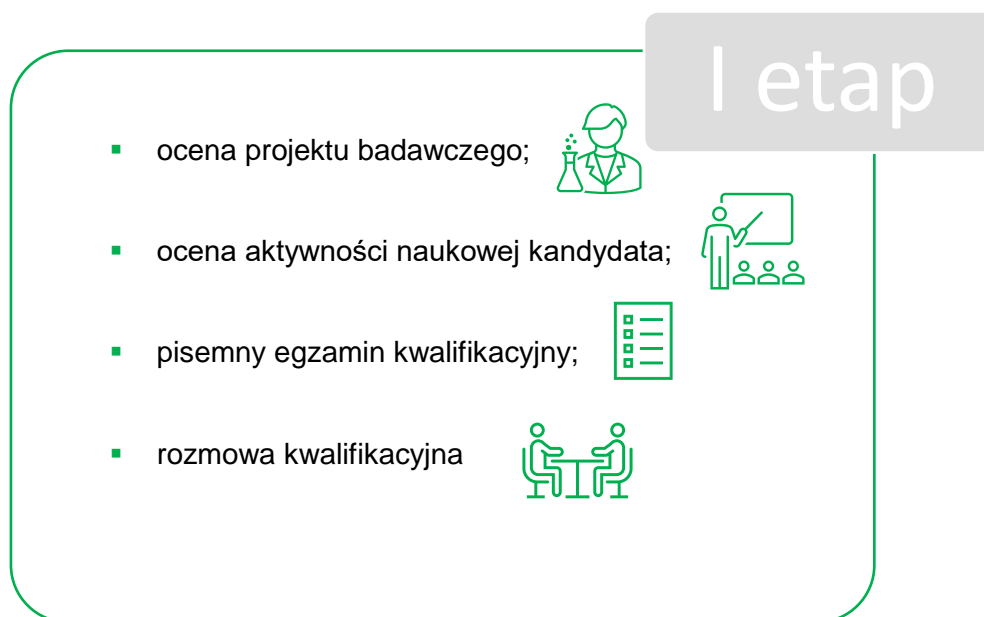 I etap
▪ ocena projektu badawczego;
▪ ocena aktywności naukowej kandydata;
▪ pisemny egzamin kwalifikacyjny;
▪ rozmowa kwalifikacyjna